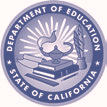 DEPARTMENT OF EDUCATION
STATE OF CALIFORNIA